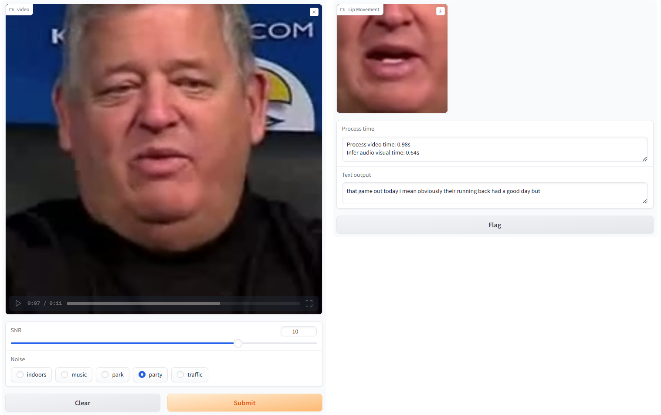 Video
K
COM
0:07 / 0:11
SNR
10
Noise
indoors
music
park
party
traffic
Clear
Submit
Lip Movement
Process time
Process video time: 0.98s
Infer audio visual time: 0.64s
Text output
that game out today i mean obviously their running back had a good day but
Flag